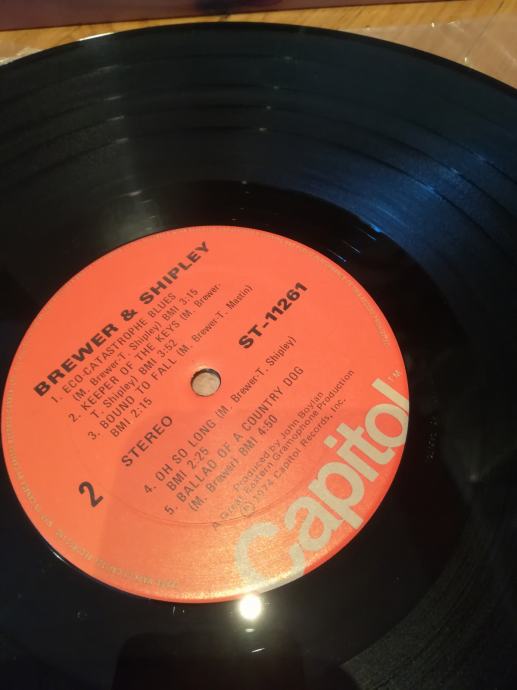 BREWER & SHIPLEY
1. ECO-CATASTROPHE BLUES
(M. Brewer-T. Shipley) BMI 3:15
2. KEEPER OF THE KEYS (M. Brewer-
T. Shipley) BMI 3:52
3. BOUND TO FALL (M. Brewer-T. Mastin)
BMI 2:15
ST-11261
2
STEREO
4. OH SO LONG (M. Brewer-T. Shipley)
BMI 2:25
5. BALLAD OF A COUNTRY DOG
(M. Brewer) BMI 4:50
Produced by John Boylan
A Great Eastern Gramophone Production
Ⓟ 1974 Capitol Records, Inc.
Capitol™